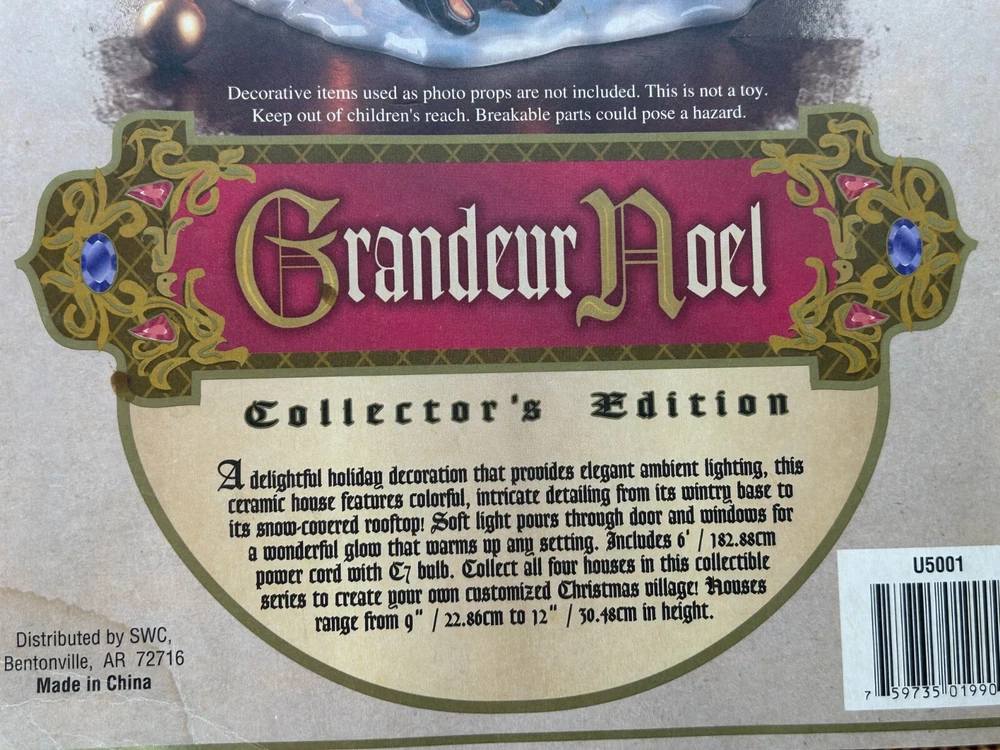 Decorative items used as photo props are not included. This is not a toy.
Keep out of children's reach. Breakable parts could pose a hazard.
Grandeur Noel
Collector's Edition
A delightful holiday decoration that provides elegant ambient lighting, this
ceramic house features colorful, intricate detailing from its wintry base to
its snow-covered rooftop! Soft light pours through door and windows for
a wonderful glow that warms up any setting. Includes 6' / 182.88cm
power cord with C7 bulb. Collect all four houses in this collectible
series to create your own customized Christmas village! Houses
range from 9" / 22.86cm to 12" / 30.48cm in height.
Distributed by SWC,
Bentonville, AR 72716
Made in China
U5001
7 59735 01990